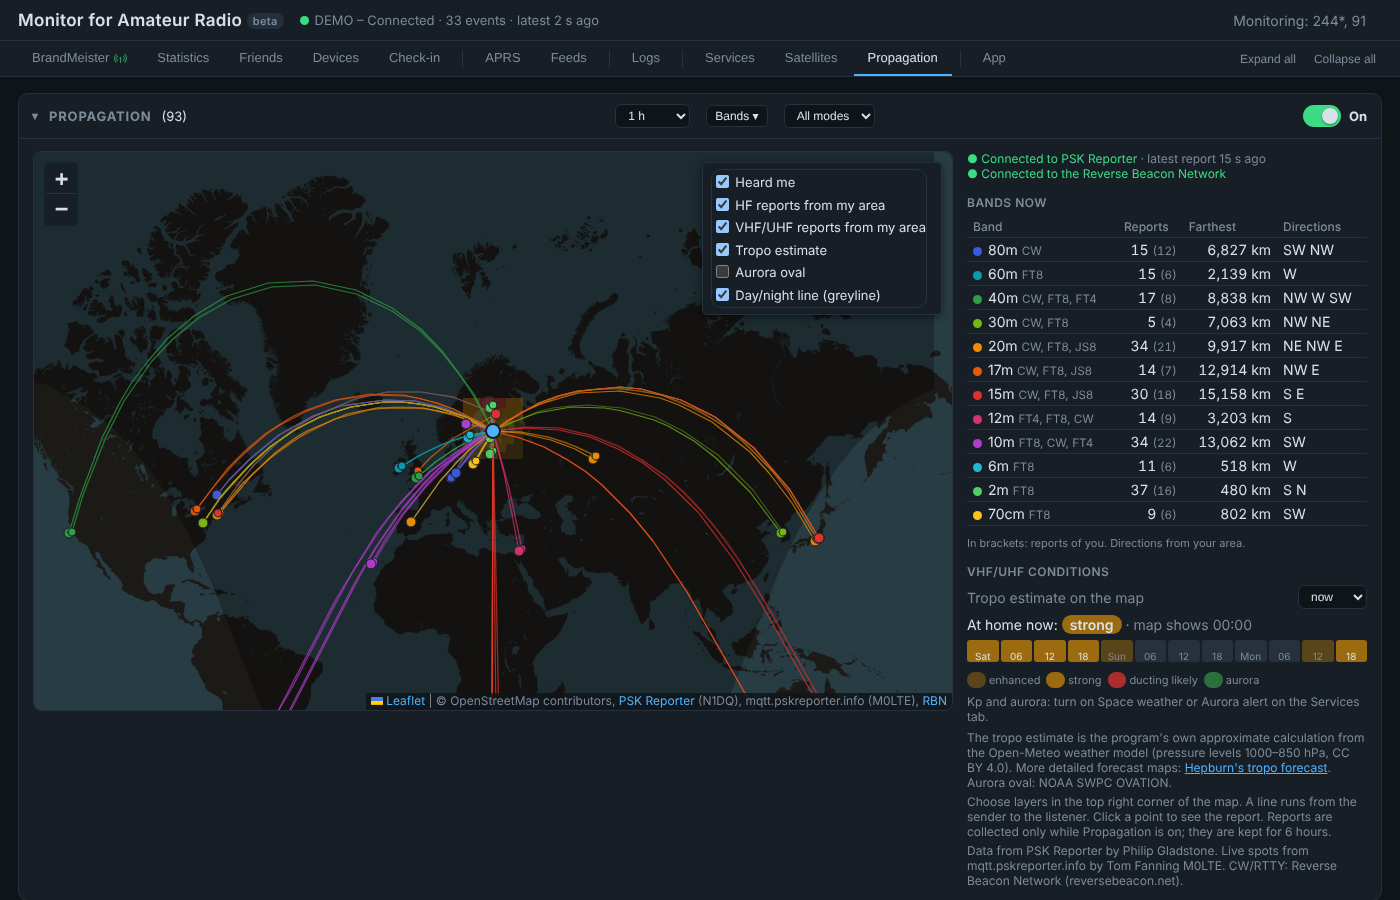 Monitor for Amateur Radio beta DEMO – Connected · 33 events · latest 2 s ago Monitoring: 244*, 91
BrandMeister Statistics Friends Devices Check-in APRS Feeds Logs Services Satellites Propagation App Expand all Collapse all
▼ PROPAGATION (93) 1 h Bands ▾ All modes On
+
−
Heard me
HF reports from my area
VHF/UHF reports from my area
Tropo estimate
Aurora oval
Day/night line (greyline)
Leaflet | © OpenStreetMap contributors, PSK Reporter (N1DQ), mqtt.pskreporter.info (M0LTE), RBN
Connected to PSK Reporter · latest report 15 s ago
Connected to the Reverse Beacon Network
BANDS NOW
Band Reports Farthest Directions
80m CW 15 (12) 6,827 km SW NW
60m FT8 15 (6) 2,139 km W
40m CW, FT8, FT4 17 (8) 8,838 km NW W SW
30m CW, FT8 5 (4) 7,063 km NW NE
20m CW, FT8, JS8 34 (21) 9,917 km NE NW E
17m CW, FT8, JS8 14 (7) 12,914 km NW E
15m CW, FT8, JS8 30 (18) 15,158 km S E
12m FT4, FT8, CW 14 (9) 3,203 km S
10m FT8, CW, FT4 34 (22) 13,062 km SW
6m FT8 11 (6) 518 km W
2m FT8 37 (16) 480 km S N
70cm FT8 9 (6) 802 km SW
In brackets: reports of you. Directions from your area.
VHF/UHF CONDITIONS
Tropo estimate on the map now
At home now: strong · map shows 00:00
Sat 06 12 18 Sun 06 12 18 Mon 06 12 18
enhanced strong ducting likely aurora
Kp and aurora: turn on Space weather or Aurora alert on the Services
tab.
The tropo estimate is the program's own approximate calculation from
the Open-Meteo weather model (pressure levels 1000–850 hPa, CC
BY 4.0). More detailed forecast maps: Hepburn's tropo forecast.
Aurora oval: NOAA SWPC OVATION.
Choose layers in the top right corner of the map. A line runs from the
sender to the listener. Click a point to see the report. Reports are
collected only while Propagation is on; they are kept for 6 hours.
Data from PSK Reporter by Philip Gladstone. Live spots from
mqtt.pskreporter.info by Tom Fanning M0LTE. CW/RTTY: Reverse
Beacon Network (reversebeacon.net).